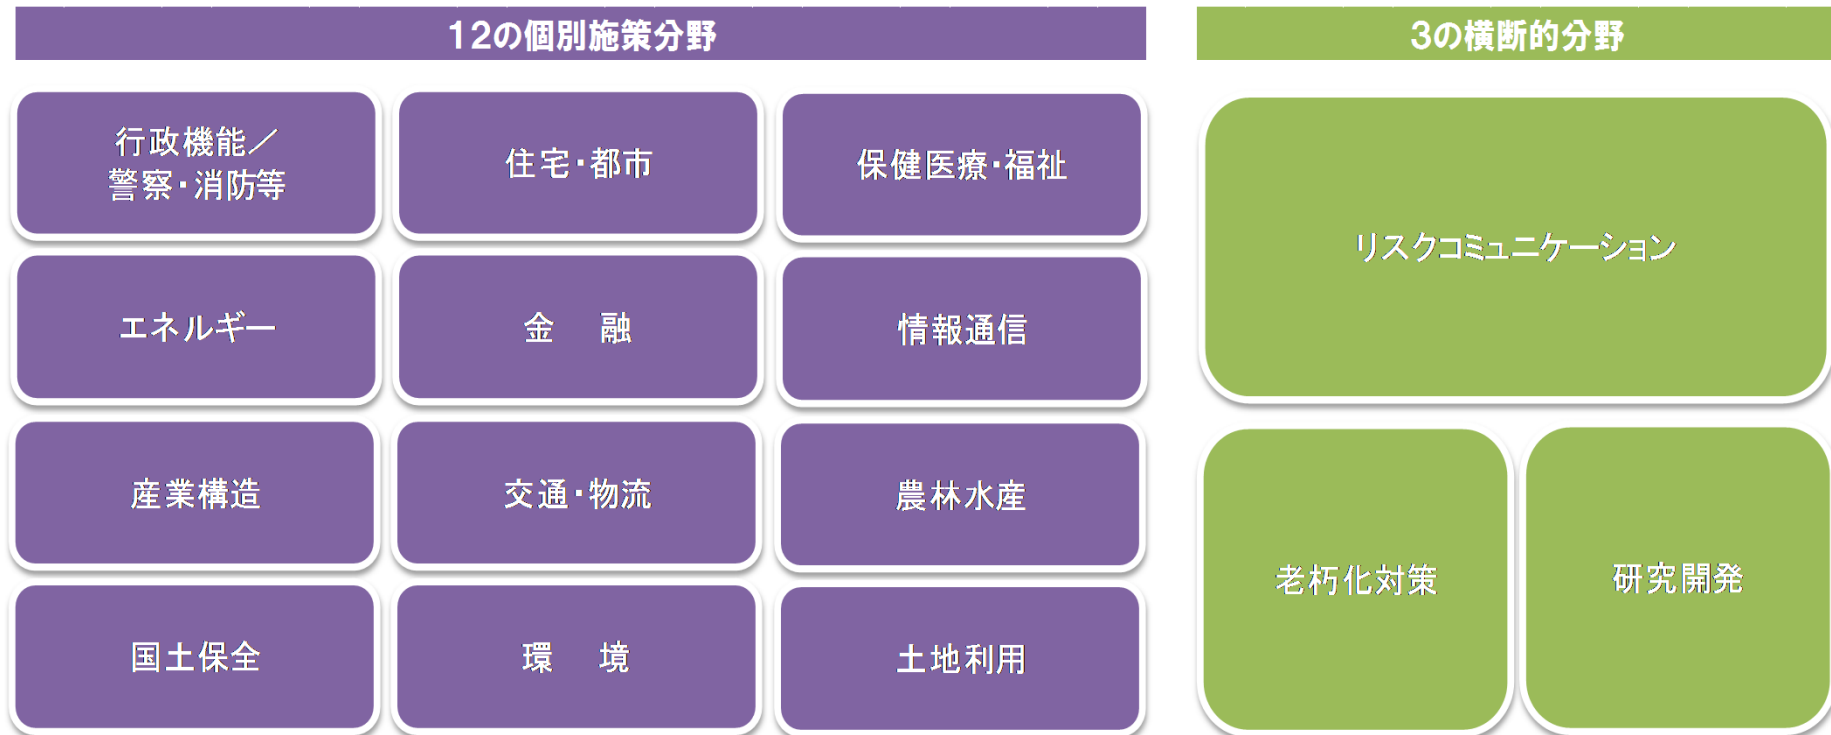 12の個別施策分野
行政機能／
警察・消防等
住宅・都市
保健医療・福祉
エネルギー
金　融
情報通信
産業構造
交通・物流
農林水産
国土保全
環　境
土地利用
3の横断的分野
リスクコミュニケーション
老朽化対策
研究開発